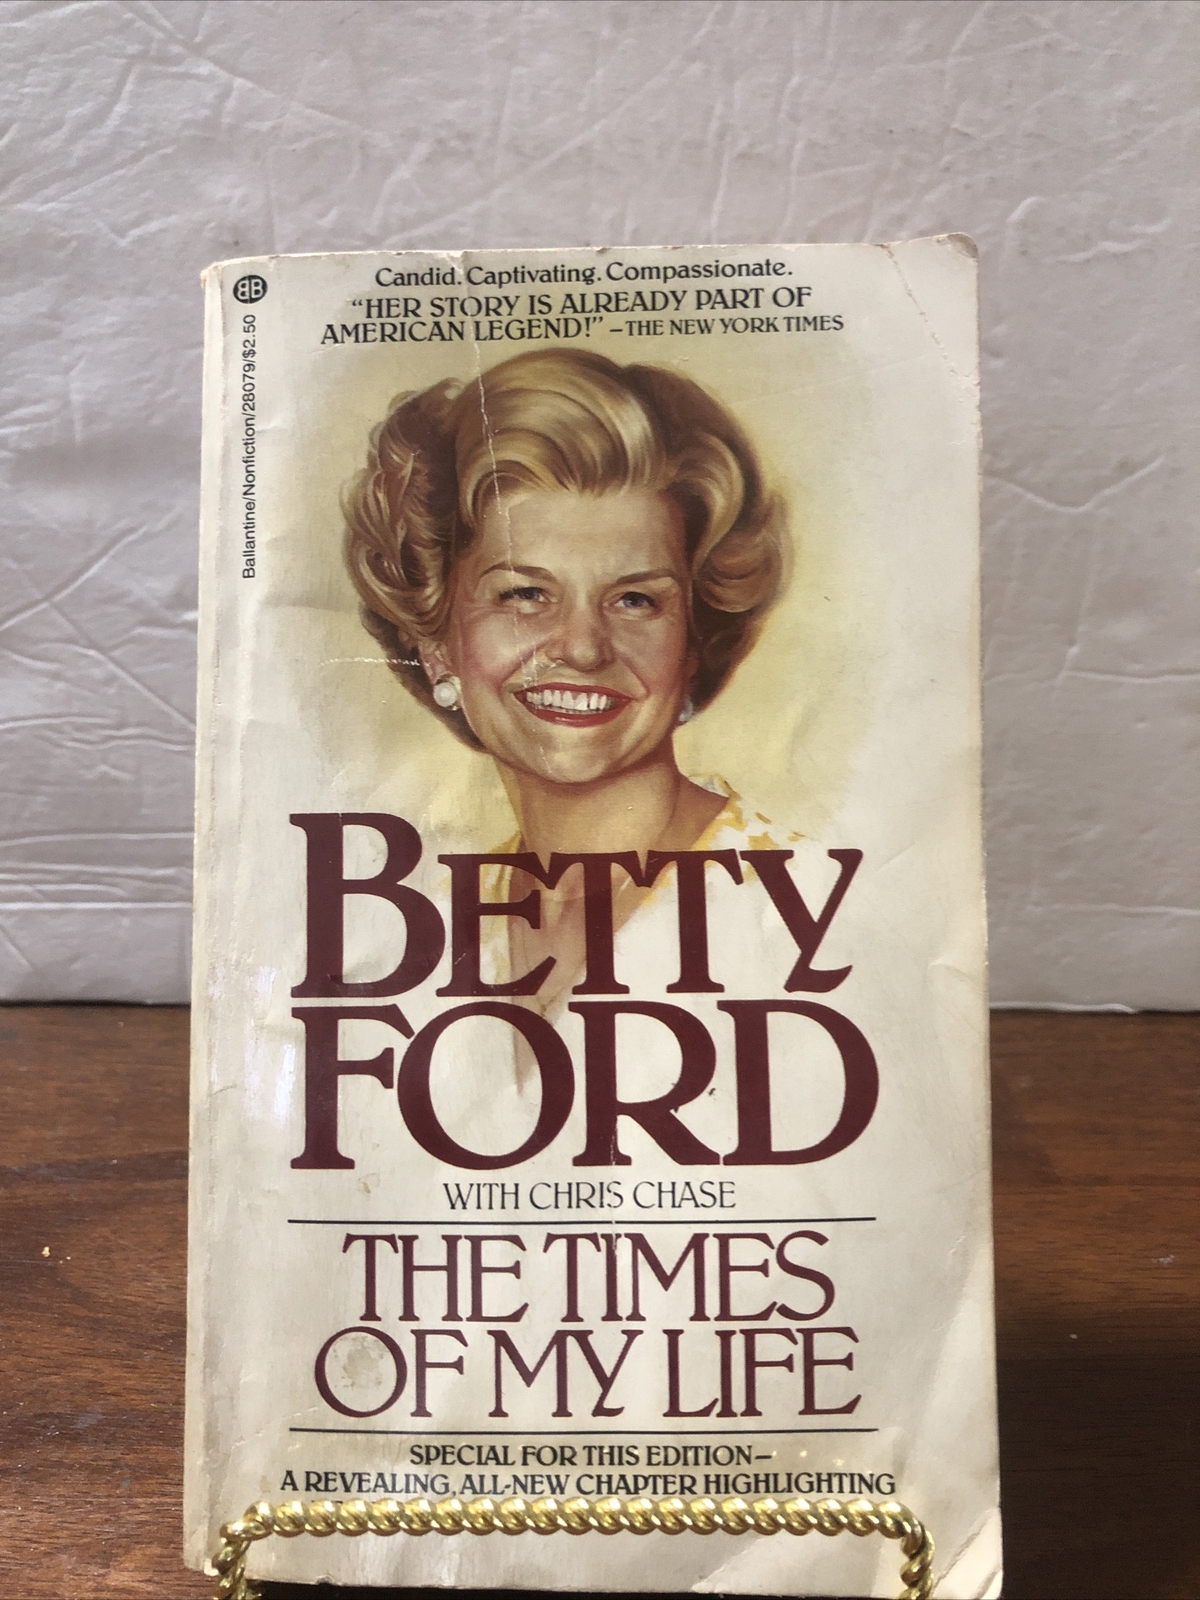 BB
Ballantine/Nonfiction/28079/$2.50
Candid. Captivating. Compassionate.
“HER STORY IS ALREADY PART OF
AMERICAN LEGEND!” –THE NEW YORK TIMES
BETTY
FORD
WITH CHRIS CHASE
THE TIMES
OF MY LIFE
SPECIAL FOR THIS EDITION–
A REVEALING, ALL-NEW CHAPTER HIGHLIGHTING